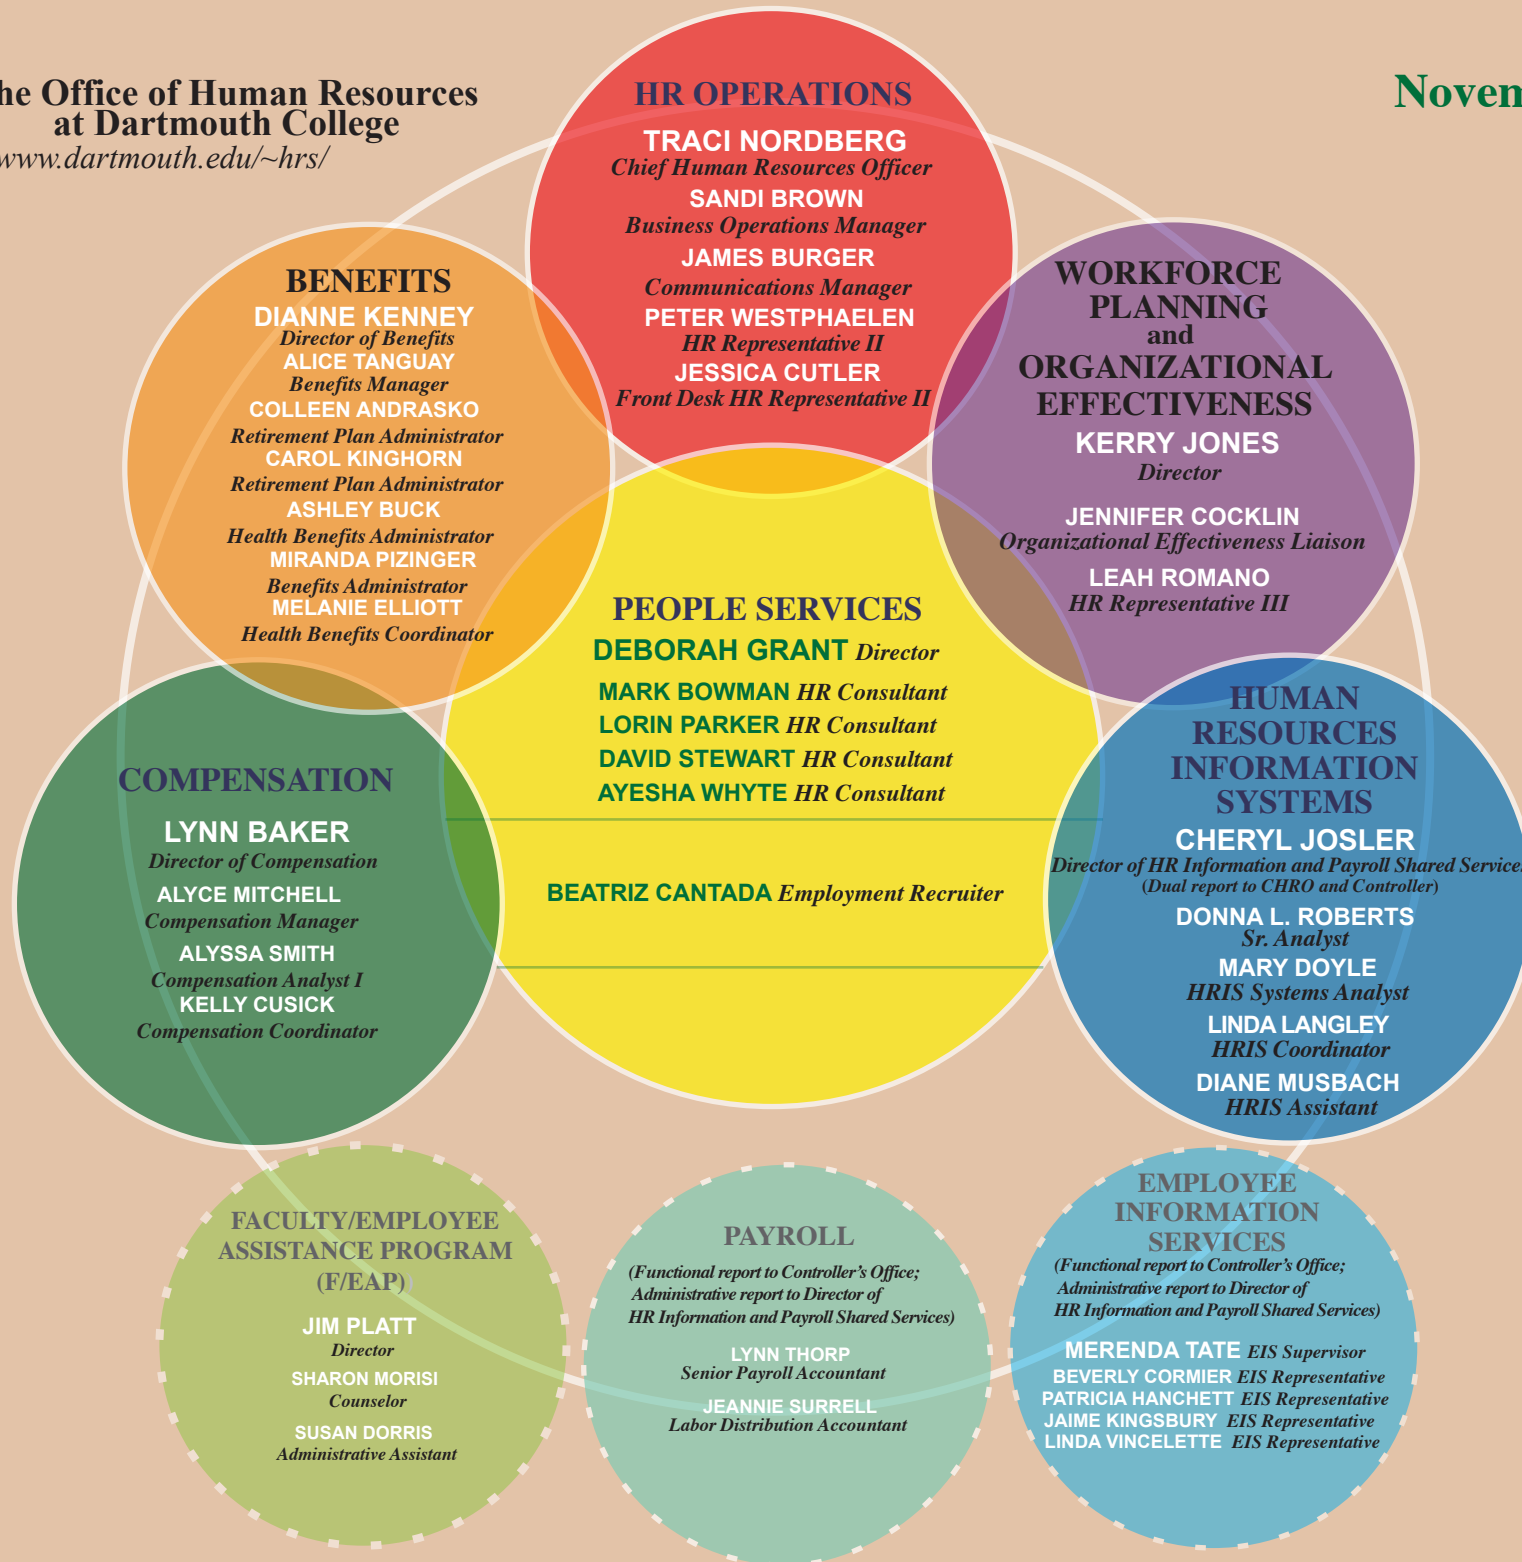 he Office of Human Resources
at Dartmouth College
www.dartmouth.edu/~hrs/
Novem
HR OPERATIONS
TRACI NORDBERG
Chief Human Resources Officer
SANDI BROWN
Business Operations Manager
JAMES BURGER
Communications Manager
PETER WESTPHAELEN
HR Representative II
JESSICA CUTLER
Front Desk HR Representative II
BENEFITS
DIANNE KENNEY
Director of Benefits
ALICE TANGUAY
Benefits Manager
COLLEEN ANDRASKO
Retirement Plan Administrator
CAROL KINGHORN
Retirement Plan Administrator
ASHLEY BUCK
Health Benefits Administrator
MIRANDA PIZINGER
Benefits Administrator
MELANIE ELLIOTT
Health Benefits Coordinator
WORKFORCE
PLANNING
and
ORGANIZATIONAL
EFFECTIVENESS
KERRY JONES
Director
JENNIFER COCKLIN
Organizational Effectiveness Liaison
LEAH ROMANO
HR Representative III
PEOPLE SERVICES
DEBORAH GRANT Director
MARK BOWMAN HR Consultant
LORIN PARKER HR Consultant
DAVID STEWART HR Consultant
AYESHA WHYTE HR Consultant
BEATRIZ CANTADA Employment Recruiter
COMPENSATION
LYNN BAKER
Director of Compensation
ALYCE MITCHELL
Compensation Manager
ALYSSA SMITH
Compensation Analyst I
KELLY CUSICK
Compensation Coordinator
HUMAN
RESOURCES
INFORMATION
SYSTEMS
CHERYL JOSLER
Director of HR Information and Payroll Shared Services
(Dual report to CHRO and Controller)
DONNA L. ROBERTS
Sr. Analyst
MARY DOYLE
HRIS Systems Analyst
LINDA LANGLEY
HRIS Coordinator
DIANE MUSBACH
HRIS Assistant
FACULTY/EMPLOYEE
ASSISTANCE PROGRAM
(F/EAP)
JIM PLATT
Director
SHARON MORISI
Counselor
SUSAN DORRIS
Administrative Assistant
PAYROLL
(Functional report to Controller's Office;
Administrative report to Director of
HR Information and Payroll Shared Services)
LYNN THORP
Senior Payroll Accountant
JEANNIE SURRELL
Labor Distribution Accountant
EMPLOYEE
INFORMATION
SERVICES
(Functional report to Controller's Office;
Administrative report to Director of
HR Information and Payroll Shared Services)
MERENDA TATE EIS Supervisor
BEVERLY CORMIER EIS Representative
PATRICIA HANCHETT EIS Representative
JAIME KINGSBURY EIS Representative
LINDA VINCELETTE EIS Representative